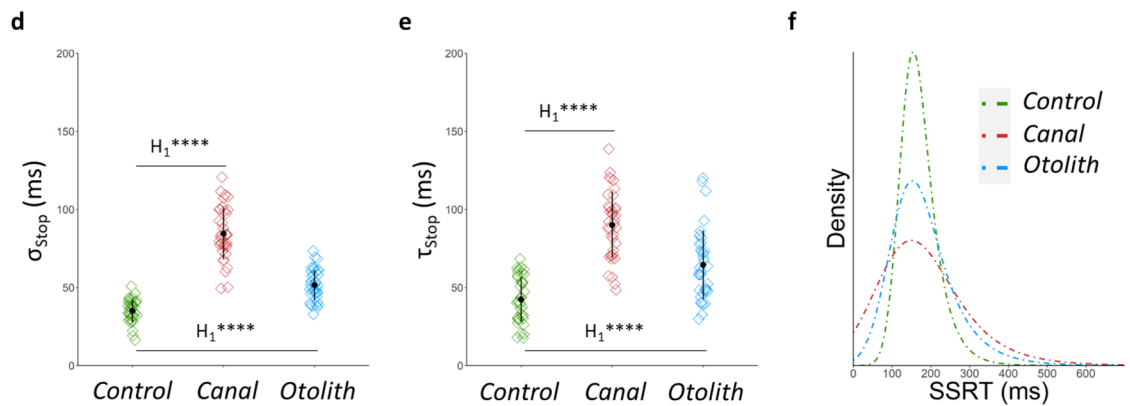 d
200
150
100
50
0
σStop (ms)
H1****
H1****
Control Canal Otolith
e
200
150
100
50
0
τStop (ms)
H1****
H1****
Control Canal Otolith
f
Control
Canal
Otolith
Density
0 100 200 300 400 500 600
SSRT (ms)